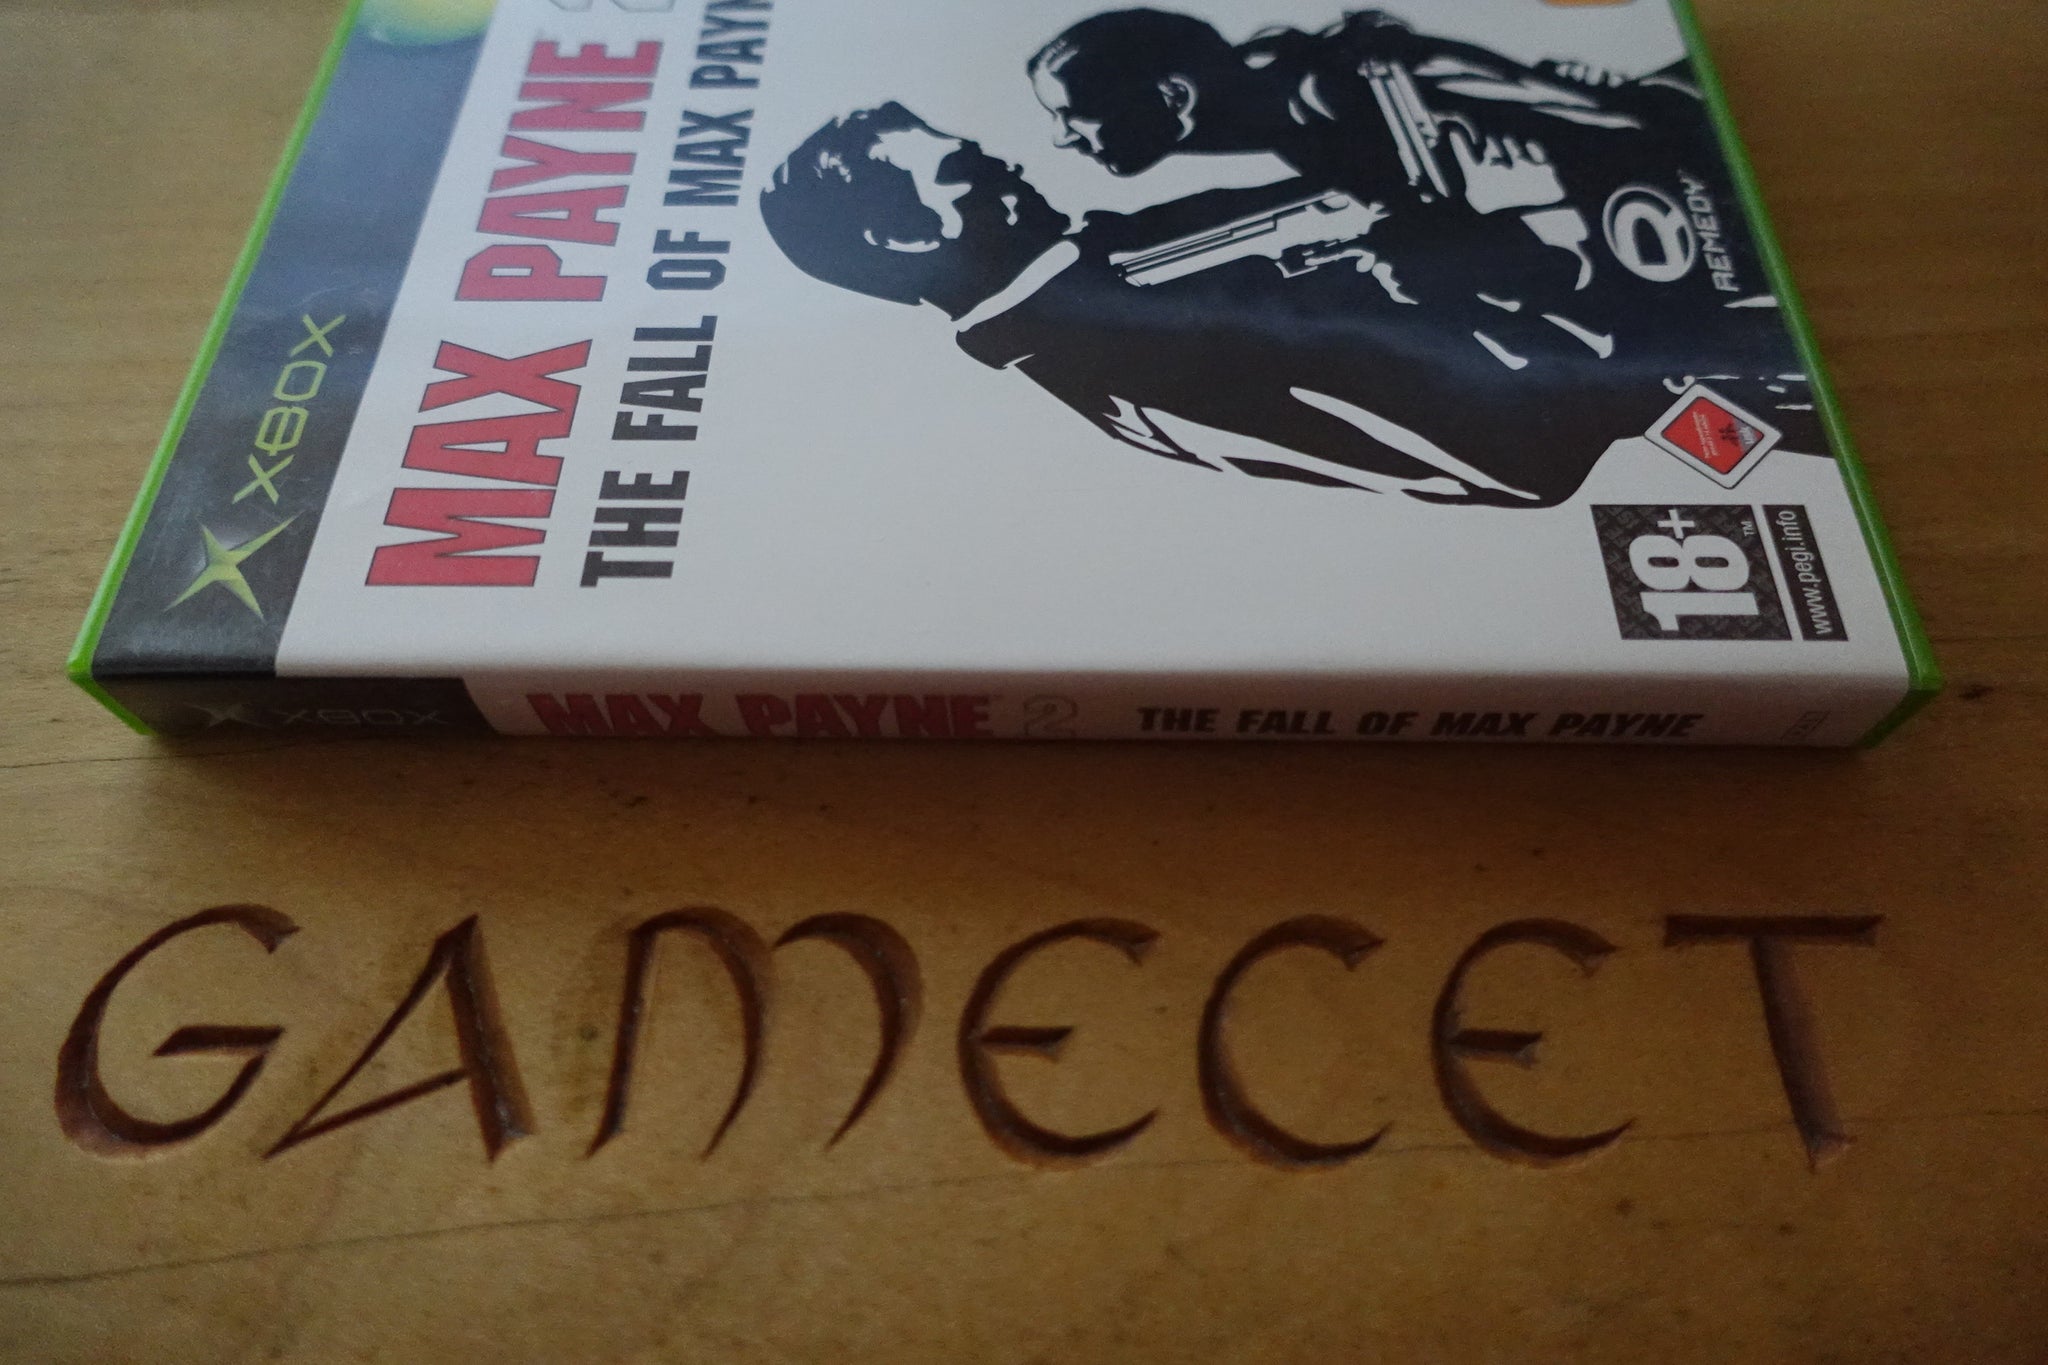 XBOX
MAX PAYNE 2
THE FALL OF MAX PAYNE
REMEDY
18+
www.pegi.info
XBOX
MAX PAYNE 2 THE FALL OF MAX PAYNE
GAMECET